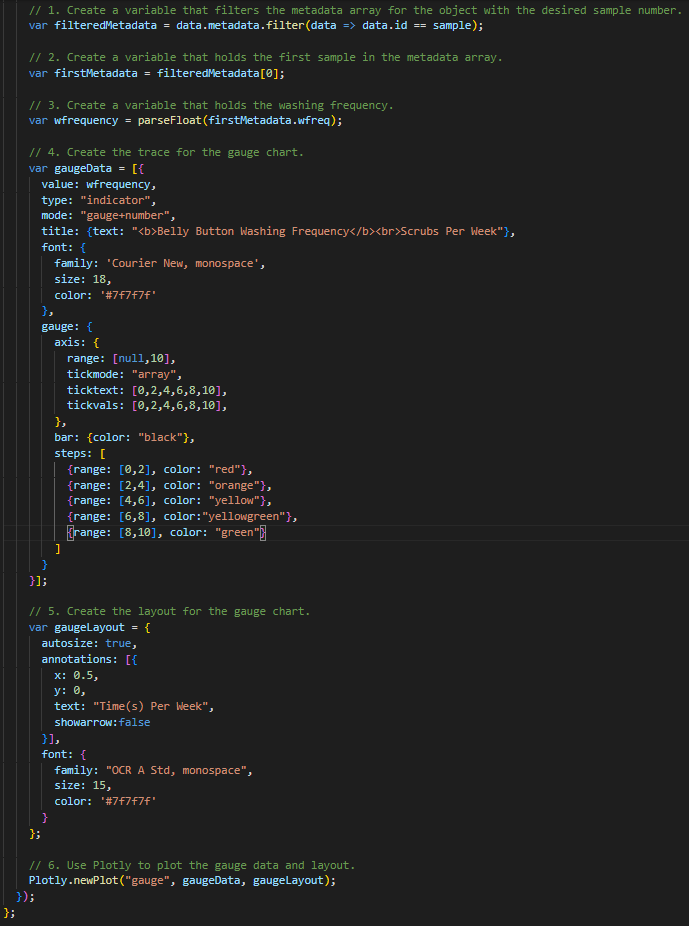 // 1. Create a variable that filters the metadata array for the object with the desired sample number.
var filteredMetadata = data.metadata.filter(data => data.id == sample);

// 2. Create a variable that holds the first sample in the metadata array.
var firstMetadata = filteredMetadata[0];

// 3. Create a variable that holds the washing frequency.
var wfrequency = parseFloat(firstMetadata.wfreq);

// 4. Create the trace for the gauge chart.
var gaugeData = [{
  value: wfrequency,
  type: "indicator",
  mode: "gauge+number",
  title: {text: "<b>Belly Button Washing Frequency</b><br>Scrubs Per Week"},
  font: {
    family: 'Courier New, monospace',
    size: 18,
    color: '#7f7f7f'
  },
  gauge: {
    axis: {
      range: [null,10],
      tickmode: "array",
      ticktext: [0,2,4,6,8,10],
      tickvals: [0,2,4,6,8,10],
    },
    bar: {color: "black"},
    steps: [
      {range: [0,2], color: "red"},
      {range: [2,4], color: "orange"},
      {range: [4,6], color: "yellow"},
      {range: [6,8], color:"yellowgreen"},
      {range: [8,10], color: "green"}
    ]
  }
}];

// 5. Create the layout for the gauge chart.
var gaugeLayout = {
  autosize: true,
  annotations: [{
    x: 0.5,
    y: 0,
    text: "Time(s) Per Week",
    showarrow:false
  }],
  font: {
    family: "OCR A Std, monospace",
    size: 15,
    color: '#7f7f7f'
  }
};

// 6. Use Plotly to plot the gauge data and layout.
Plotly.newPlot("gauge", gaugeData, gaugeLayout);
});
};